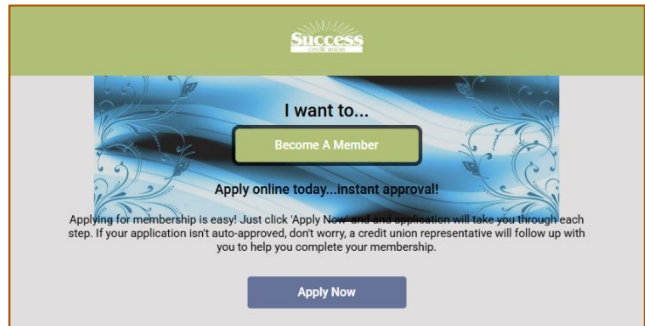 Success
credit union
I want to...
Become A Member
Apply online today...Instant approval!
Applying for membership is easy! Just click 'Apply Now' and and application will take you through each
step. If your application isn't auto-approved, don't worry, a credit union representative will follow up with
you to help you complete your membership.
Apply Now